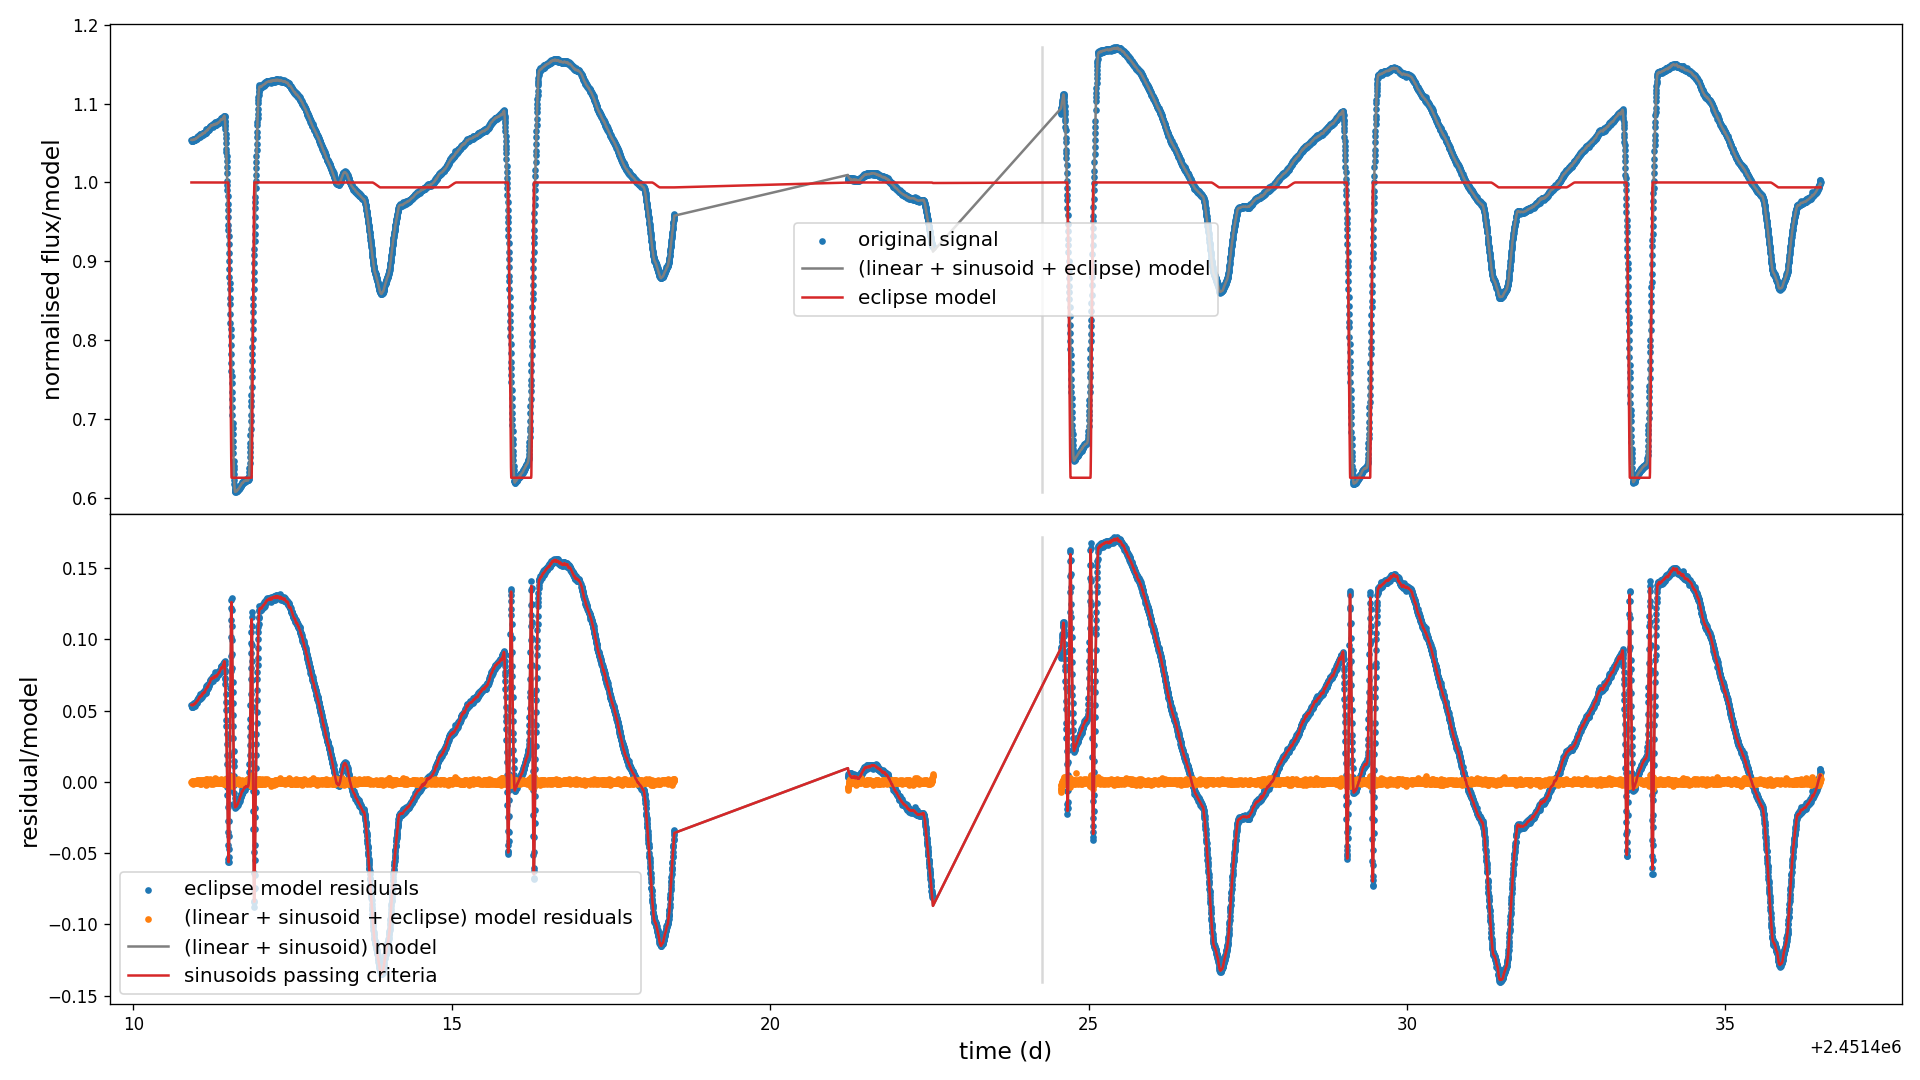 1.2
1.1
1.0
0.9
0.8
0.7
0.6
normalised flux/model
original signal
(linear + sinusoid + eclipse) model
eclipse model
0.15
0.10
0.05
0.00
−0.05
−0.10
−0.15
residual/model
eclipse model residuals
(linear + sinusoid + eclipse) model residuals
(linear + sinusoid) model
sinusoids passing criteria
10 15 20 25 30 35
time (d)
+2.4514e6